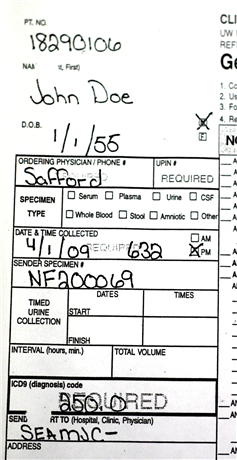 PT. NO.
18290106
NAM st, First)
John Doe
D.O.B.
1/1/55
M
F
ORDERING PHYSICIAN / PHONE #
UPIN #
Safford
REQUIRED
REQUIRED
SPECIMEN TYPE
Serum
Plasma
Urine
CSF
Whole Blood
Stool
Amniotic
Other
DATE & TIME COLLECTED
AM
4/1/09
REQUIRED
632
PM
SENDER SPECIMEN #
NF200069
TIMED URINE COLLECTION
DATES
TIMES
START
FINISH
INTERVAL (hours, min.)
TOTAL VOLUME
ICD9 (diagnosis) code
REQUIRED
250.0
SEND RT TO (Hospital, Clinic, Physician)
SEAMJC-
ADDRESS
CLI
UW
REF
Ge
1. Co
2. Us
3. Fo
4. Re
NO